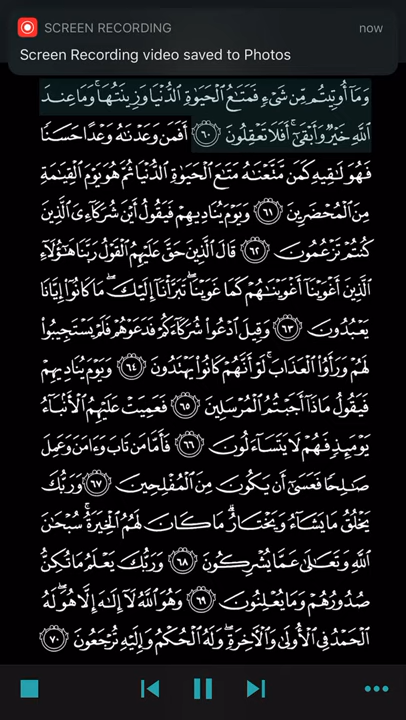 SCREEN RECORDING
now
Screen Recording video saved to Photos
وَمَآ أُوتِيتُم مِّن شَىْءٍ فَمَتَٰعُ ٱلْحَيَوٰةِ ٱلدُّنْيَا وَزِينَتُهَا ۚ وَمَا عِندَ
ٱللَّهِ خَيْرٌ وَأَبْقَىٰٓ ۚ أَفَلَا تَعْقِلُونَ ٦٠ أَفَمَن وَعَدْنَٰهُ وَعْدًا حَسَنًا
فَهُوَ لَٰقِيهِ كَمَن مَّتَّعْنَٰهُ مَتَٰعَ ٱلْحَيَوٰةِ ٱلدُّنْيَا ثُمَّ هُوَ يَوْمَ ٱلْقِيَٰمَةِ
مِنَ ٱلْمُحْضَرِينَ ٦١ وَيَوْمَ يُنَادِيهِمْ فَيَقُولُ أَيْنَ شُرَكَآءِىَ ٱلَّذِينَ
كُنتُمْ تَزْعُمُونَ ٦٢ قَالَ ٱلَّذِينَ حَقَّ عَلَيْهِمُ ٱلْقَوْلُ رَبَّنَا هَٰٓؤُلَآءِ
ٱلَّذِينَ أَغْوَيْنَآ أَغْوَيْنَٰهُمْ كَمَا غَوَيْنَا ۖ تَبَرَّأْنَآ إِلَيْكَ ۖ مَا كَانُوٓا۟ إِيَّانَا
يَعْبُدُونَ ٦٣ وَقِيلَ ٱدْعُوا۟ شُرَكَآءَكُمْ فَدَعَوْهُمْ فَلَمْ يَسْتَجِيبُوا۟
لَهُمْ وَرَأَوُا۟ ٱلْعَذَابَ ۚ لَوْ أَنَّهُمْ كَانُوا۟ يَهْتَدُونَ ٦٤ وَيَوْمَ يُنَادِيهِمْ
فَيَقُولُ مَاذَآ أَجَبْتُمُ ٱلْمُرْسَلِينَ ٦٥ فَعَمِيَتْ عَلَيْهِمُ ٱلْأَنۢبَآءُ
يَوْمَئِذٍ فَهُمْ لَا يَتَسَآءَلُونَ ٦٦ فَأَمَّا مَن تَابَ وَءَامَنَ وَعَمِلَ
صَٰلِحًا فَعَسَىٰٓ أَن يَكُونَ مِنَ ٱلْمُفْلِحِينَ ٦٧ وَرَبُّكَ
يَخْلُقُ مَا يَشَآءُ وَيَخْتَارُ ۗ مَا كَانَ لَهُمُ ٱلْخِيَرَةُ ۚ سُبْحَٰنَ
ٱللَّهِ وَتَعَٰلَىٰ عَمَّا يُشْرِكُونَ ٦٨ وَرَبُّكَ يَعْلَمُ مَا تُكِنُّ
صُدُورُهُمْ وَمَا يُعْلِنُونَ ٦٩ وَهُوَ ٱللَّهُ لَآ إِلَٰهَ إِلَّا هُوَ ۖ لَهُ
ٱلْحَمْدُ فِى ٱلْأُولَىٰ وَٱلْءَاخِرَةِ ۖ وَلَهُ ٱلْحُكْمُ وَإِلَيْهِ تُرْجَعُونَ ٧٠